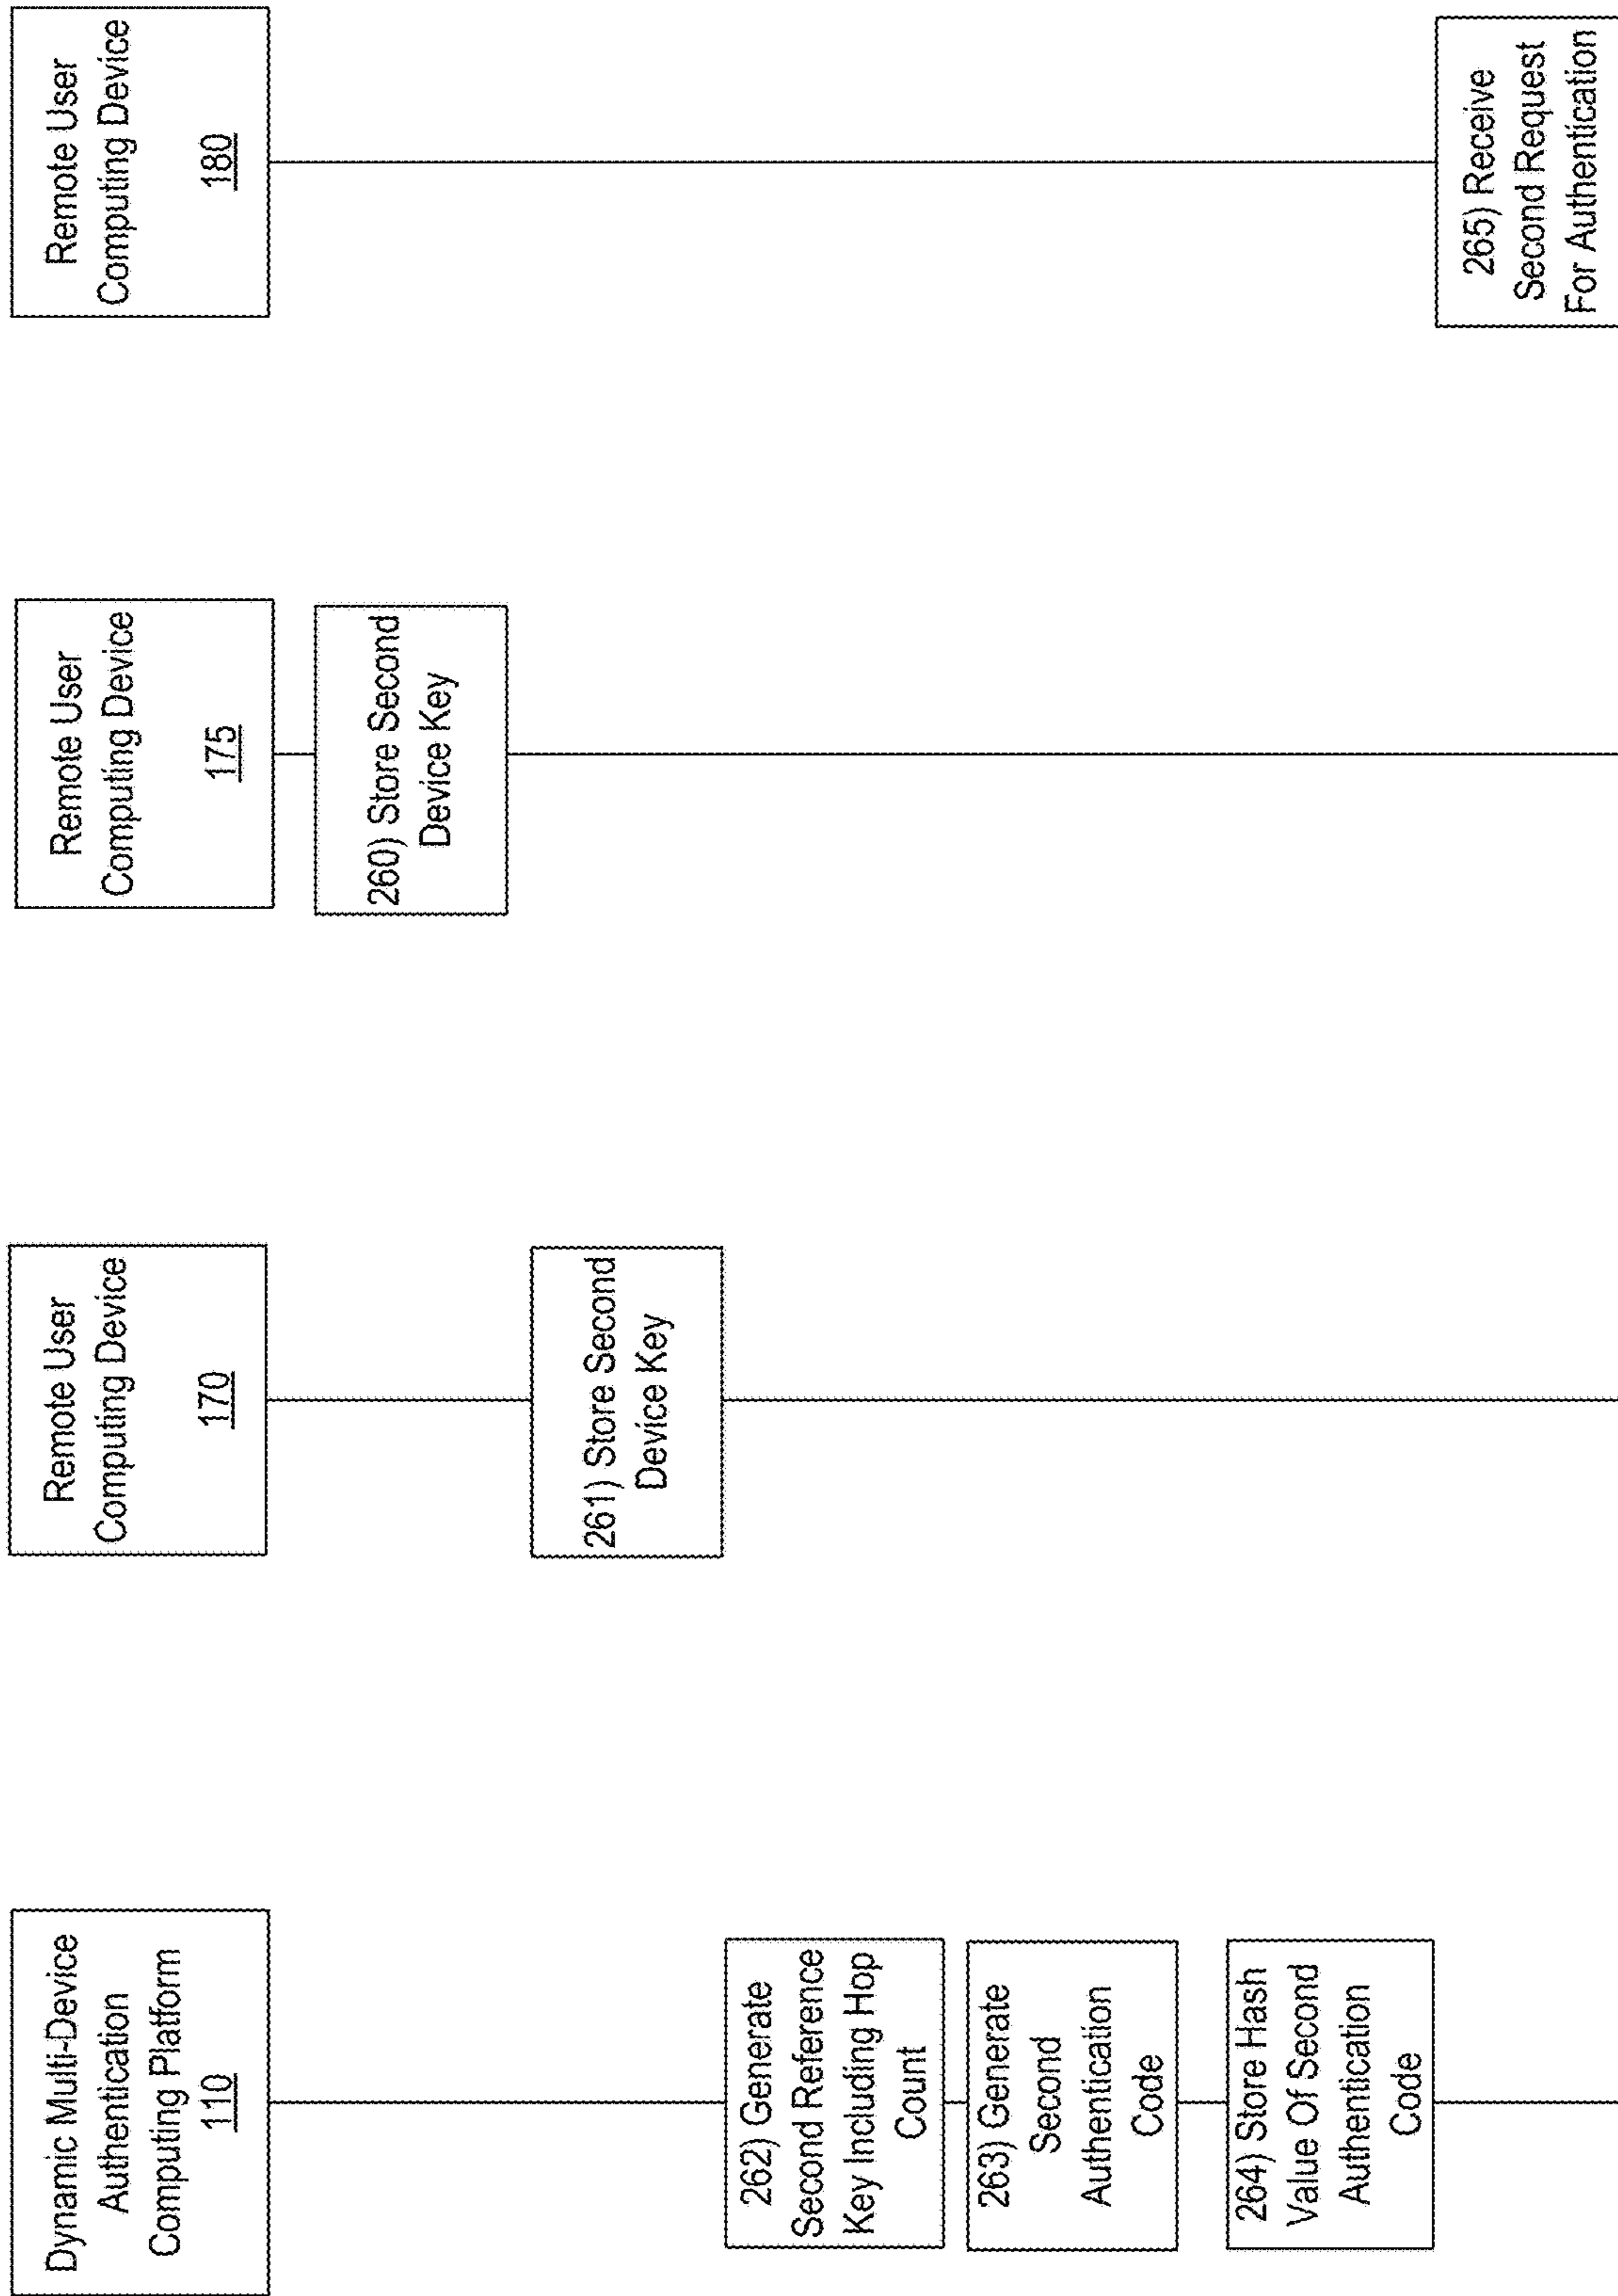 Dynamic Multi-Device
Authentication
Computing Platform
110
Remote User
Computing Device
170
Remote User
Computing Device
175
Remote User
Computing Device
180
260) Store Second
Device Key
261) Store Second
Device Key
262) Generate
Second Reference
Key Including Hop
Count
263) Generate
Second
Authentication
Code
264) Store Hash
Value Of Second
Authentication
Code
265) Receive
Second Request
For Authentication